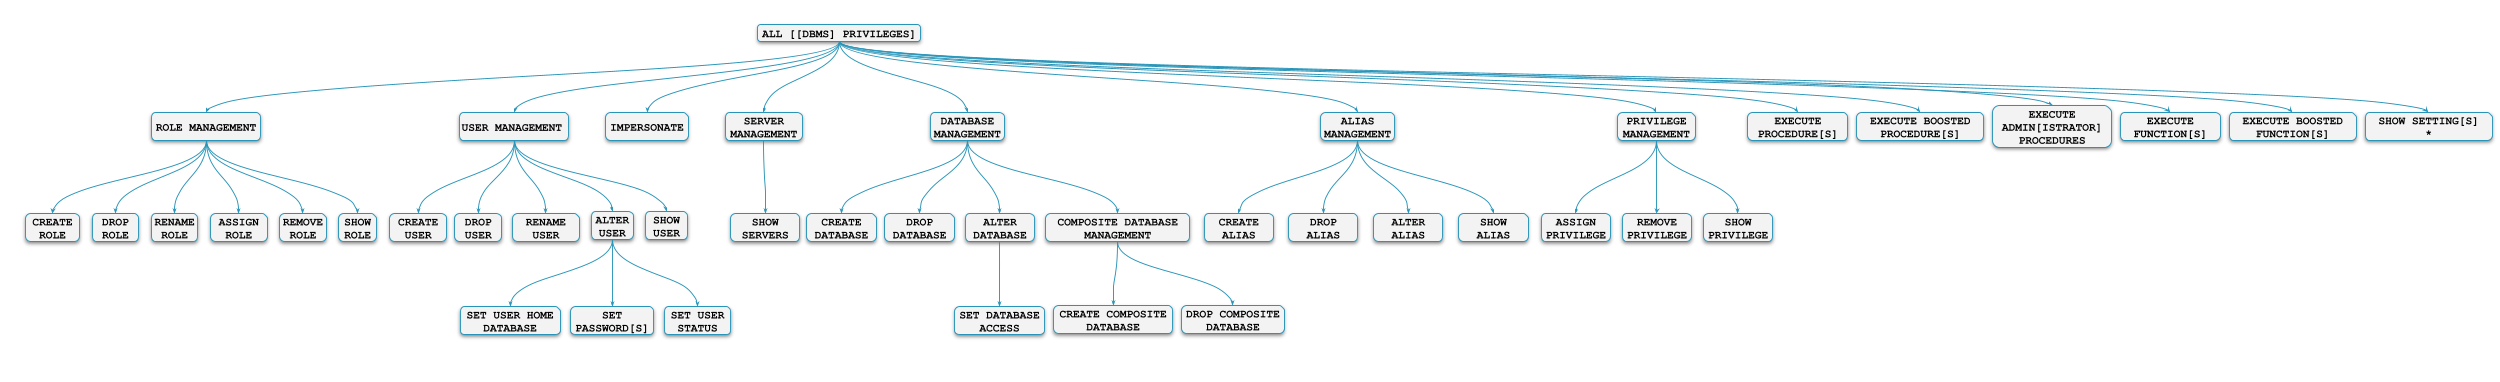 ALL [[DBMS] PRIVILEGES]
ROLE MANAGEMENT
USER MANAGEMENT
IMPERSONATE
SERVER
MANAGEMENT
DATABASE
MANAGEMENT
ALIAS
MANAGEMENT
PRIVILEGE
MANAGEMENT
EXECUTE
PROCEDURE[S]
EXECUTE BOOSTED
PROCEDURE[S]
EXECUTE
ADMIN[ISTRATOR]
PROCEDURES
EXECUTE
FUNCTION[S]
EXECUTE BOOSTED
FUNCTION[S]
SHOW SETTING[S]
*
CREATE
ROLE
DROP
ROLE
RENAME
ROLE
ASSIGN
ROLE
REMOVE
ROLE
SHOW
ROLE
CREATE
USER
DROP
USER
RENAME
USER
ALTER
USER
SHOW
USER
SHOW
SERVERS
CREATE
DATABASE
DROP
DATABASE
ALTER
DATABASE
COMPOSITE DATABASE
MANAGEMENT
CREATE
ALIAS
DROP
ALIAS
ALTER
ALIAS
SHOW
ALIAS
ASSIGN
PRIVILEGE
REMOVE
PRIVILEGE
SHOW
PRIVILEGE
SET USER HOME
DATABASE
SET
PASSWORD[S]
SET USER
STATUS
SET DATABASE
ACCESS
CREATE COMPOSITE
DATABASE
DROP COMPOSITE
DATABASE